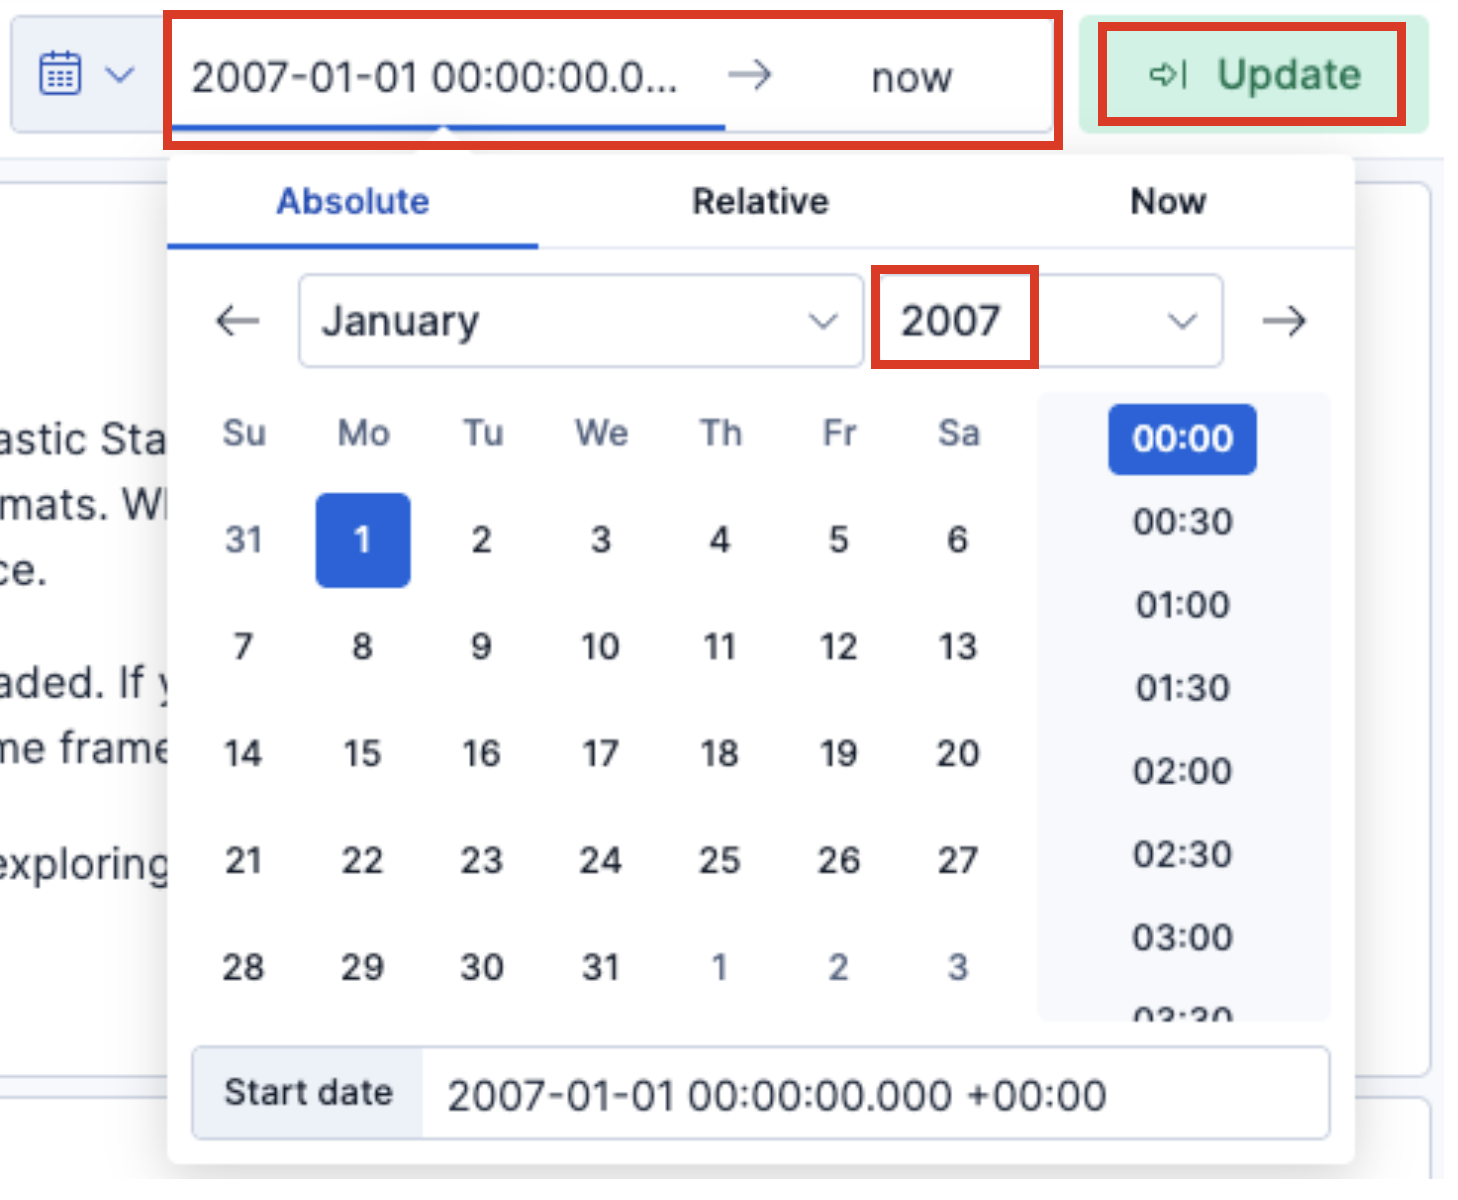 2007-01-01 00:00:00.0... → now Update
Absolute Relative Now
January 2007
Su Mo Tu We Th Fr Sa
31 1 2 3 4 5 6
7 8 9 10 11 12 13
14 15 16 17 18 19 20
21 22 23 24 25 26 27
28 29 30 31 1 2 3
00:00
00:30
01:00
01:30
02:00
02:30
03:00
03:30
Start date 2007-01-01 00:00:00.000 +00:00
astic Sta
mats. W
ce.
aded. If
me frame
exploring